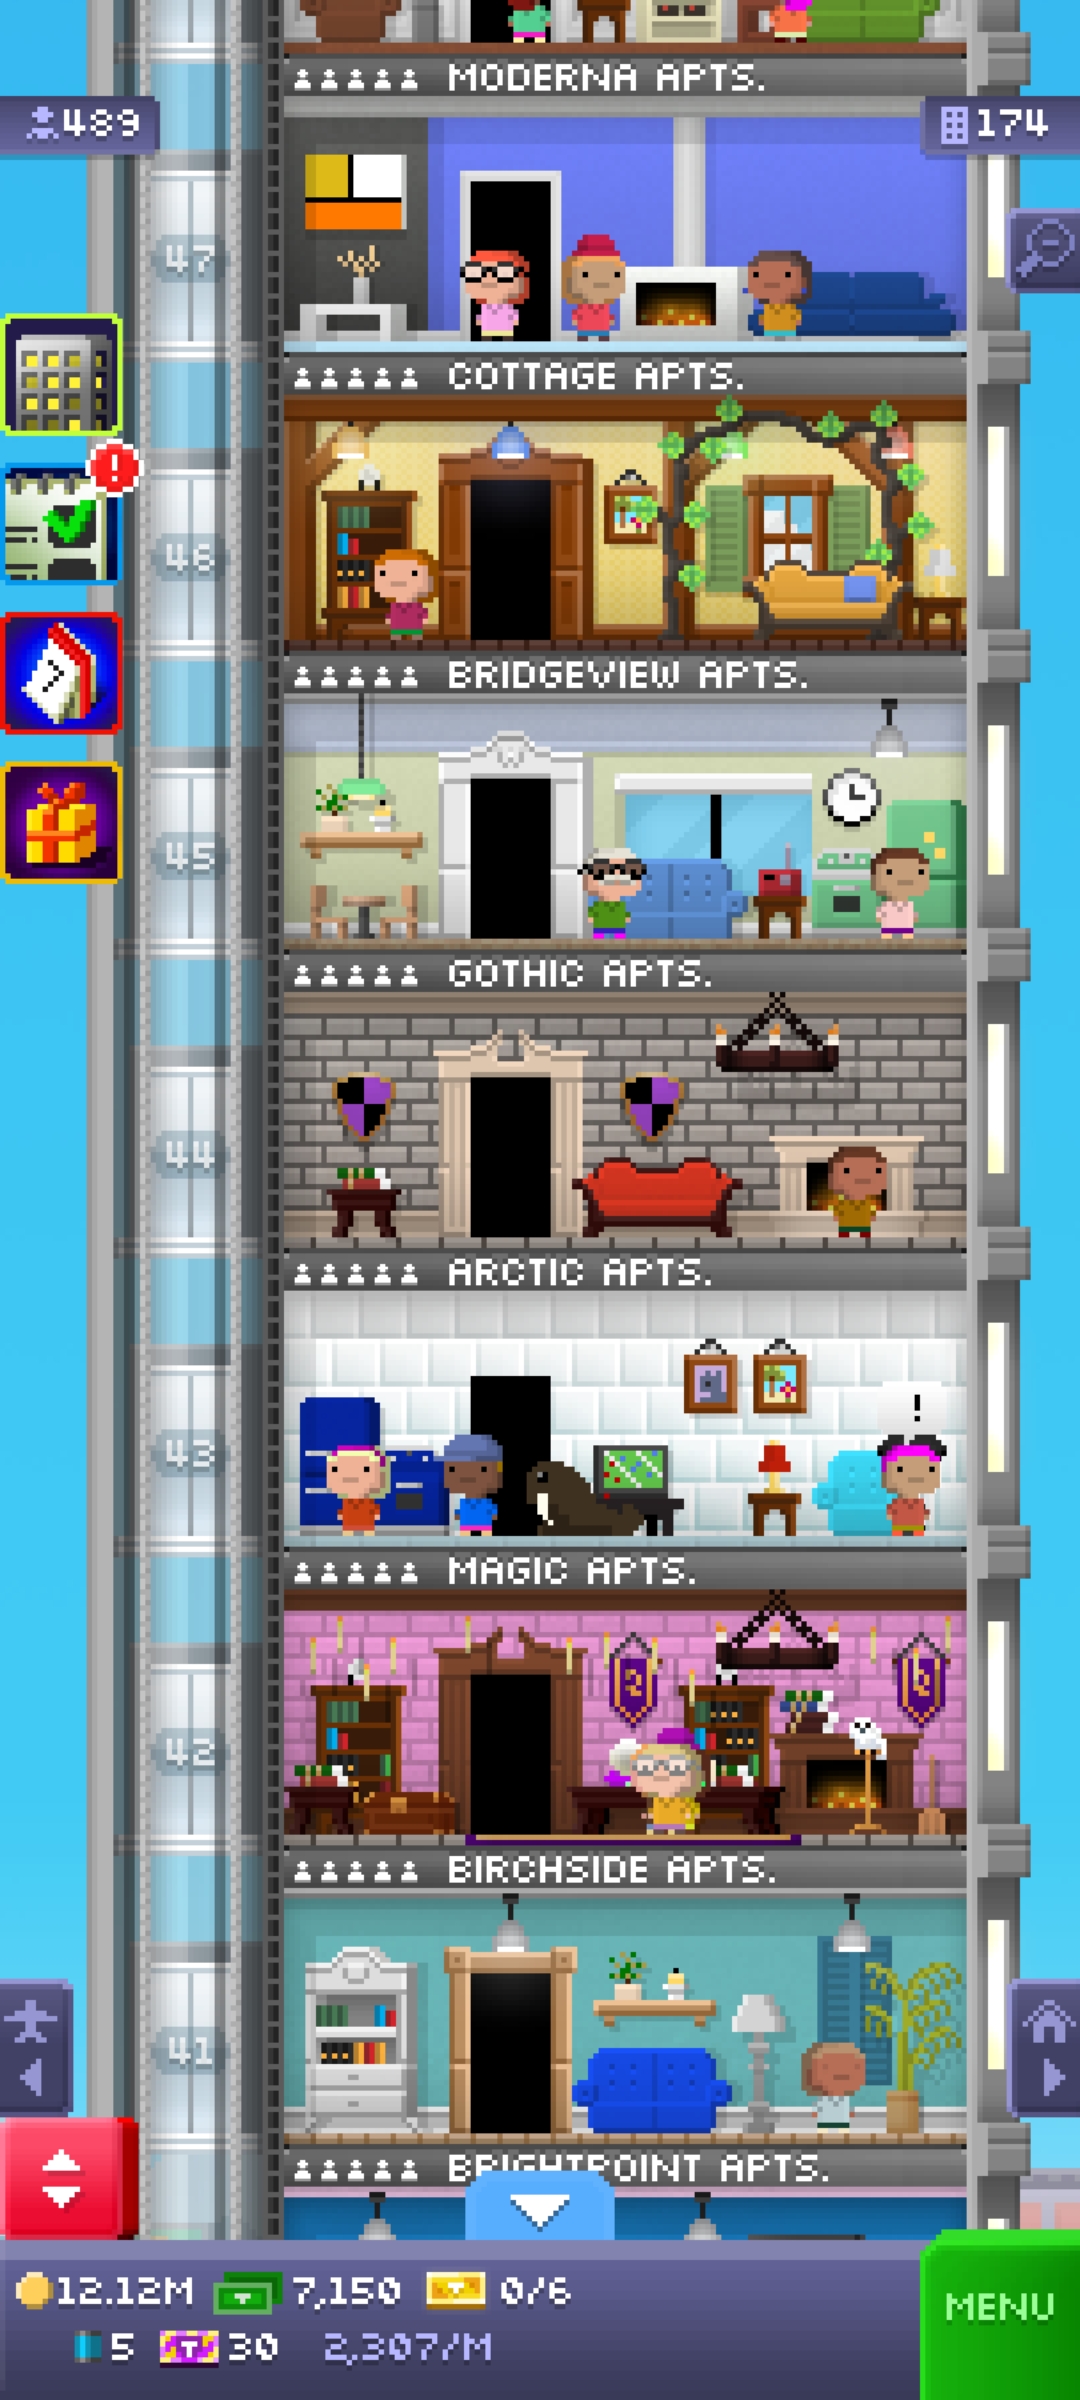 MODERNA APTS.
489
174
47
COTTAGE APTS.
46
BRIDGEVIEW APTS.
45
GOTHIC APTS.
44
ARCTIC APTS.
!
43
MAGIC APTS.
42
BIRCHSIDE APTS.
41
BRIGHTPOINT APTS.
12.12M 7,150 0/6
MENU
5 T 30 2,307/M